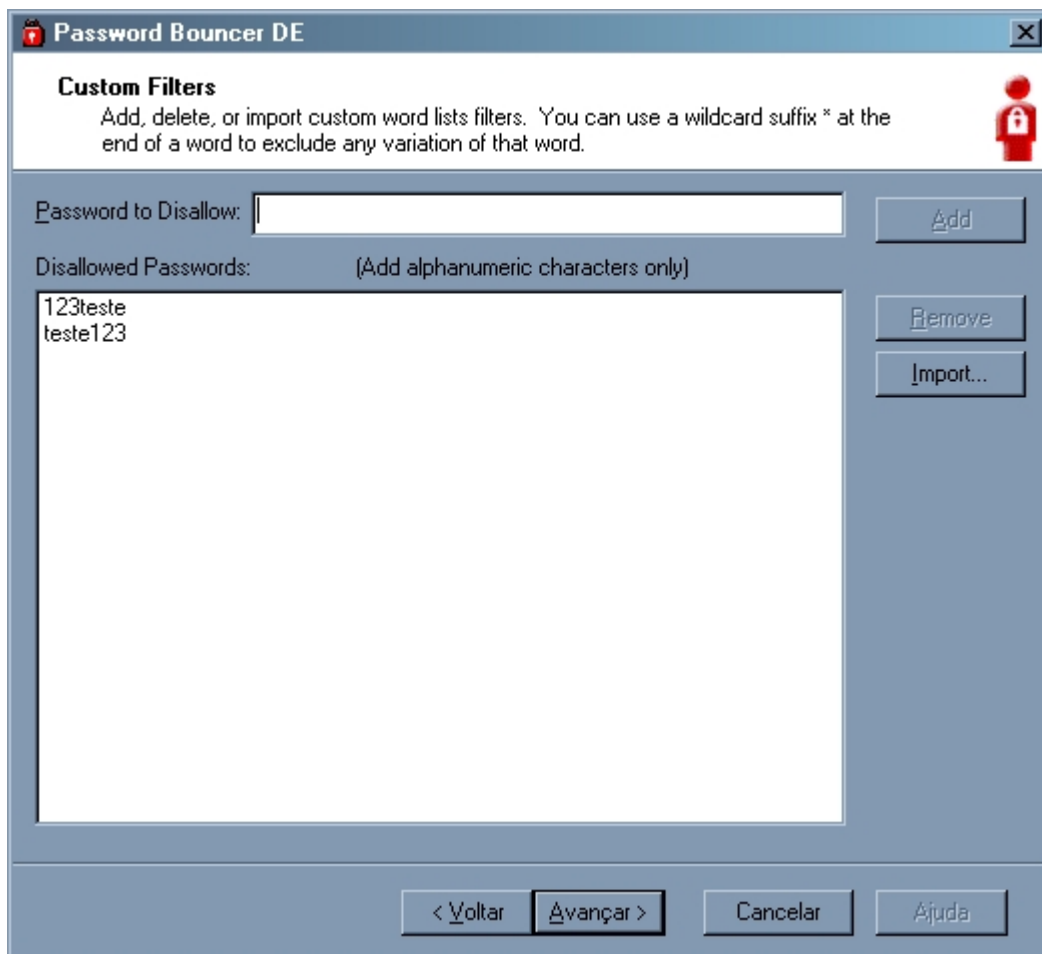 Password Bouncer DE
Custom Filters
Add, delete, or import custom word lists filters. You can use a wildcard suffix * at the
end of a word to exclude any variation of that word.
Password to Disallow:
Add
Disallowed Passwords: (Add alphanumeric characters only)
123teste
teste123
Remove
Import...
< Voltar Avançar > Cancelar Ajuda